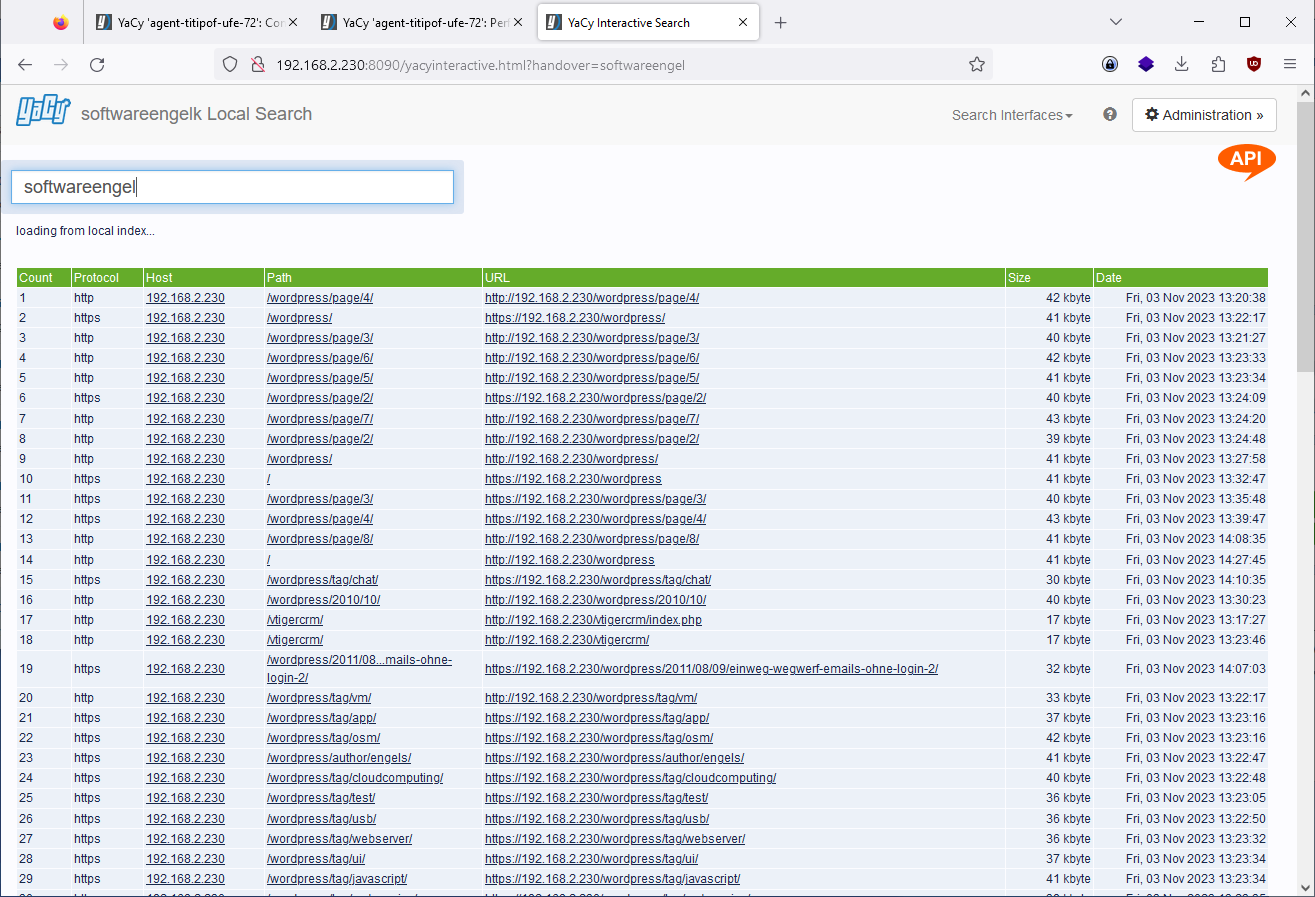 YaCy 'agent-titipof-ufe-72': Co
YaCy 'agent-titipof-ufe-72': Per
YaCy Interactive Search
192.168.2.230:8090/yacyinteractive.html?handover=softwareengel
YaCy
softwareengelk Local Search
Search Interfaces
? Administration »
API
softwareengel
loading from local index...
Count Protocol Host Path URL Size Date
1 http 192.168.2.230 /wordpress/page/4/ http://192.168.2.230/wordpress/page/4/ 42 kbyte Fri, 03 Nov 2023 13:20:38
2 https 192.168.2.230 /wordpress/ https://192.168.2.230/wordpress/ 41 kbyte Fri, 03 Nov 2023 13:22:17
3 http 192.168.2.230 /wordpress/page/3/ http://192.168.2.230/wordpress/page/3/ 40 kbyte Fri, 03 Nov 2023 13:21:27
4 http 192.168.2.230 /wordpress/page/6/ http://192.168.2.230/wordpress/page/6/ 42 kbyte Fri, 03 Nov 2023 13:23:33
5 http 192.168.2.230 /wordpress/page/5/ http://192.168.2.230/wordpress/page/5/ 41 kbyte Fri, 03 Nov 2023 13:23:34
6 https 192.168.2.230 /wordpress/page/2/ https://192.168.2.230/wordpress/page/2/ 40 kbyte Fri, 03 Nov 2023 13:24:09
7 http 192.168.2.230 /wordpress/page/7/ http://192.168.2.230/wordpress/page/7/ 43 kbyte Fri, 03 Nov 2023 13:24:20
8 http 192.168.2.230 /wordpress/page/2/ http://192.168.2.230/wordpress/page/2/ 39 kbyte Fri, 03 Nov 2023 13:24:48
9 http 192.168.2.230 /wordpress/ http://192.168.2.230/wordpress/ 41 kbyte Fri, 03 Nov 2023 13:27:58
10 https 192.168.2.230 / https://192.168.2.230/wordpress 41 kbyte Fri, 03 Nov 2023 13:32:47
11 https 192.168.2.230 /wordpress/page/3/ https://192.168.2.230/wordpress/page/3/ 40 kbyte Fri, 03 Nov 2023 13:35:48
12 https 192.168.2.230 /wordpress/page/4/ https://192.168.2.230/wordpress/page/4/ 43 kbyte Fri, 03 Nov 2023 13:39:47
13 http 192.168.2.230 /wordpress/page/8/ http://192.168.2.230/wordpress/page/8/ 41 kbyte Fri, 03 Nov 2023 14:08:35
14 http 192.168.2.230 / http://192.168.2.230/wordpress 41 kbyte Fri, 03 Nov 2023 14:27:45
15 https 192.168.2.230 /wordpress/tag/chat/ https://192.168.2.230/wordpress/tag/chat/ 30 kbyte Fri, 03 Nov 2023 14:10:35
16 http 192.168.2.230 /wordpress/2010/10/ http://192.168.2.230/wordpress/2010/10/ 40 kbyte Fri, 03 Nov 2023 13:30:23
17 http 192.168.2.230 /vtigercrm/ http://192.168.2.230/vtigercrm/index.php 17 kbyte Fri, 03 Nov 2023 13:17:27
18 http 192.168.2.230 /vtigercrm/ http://192.168.2.230/vtigercrm/ 17 kbyte Fri, 03 Nov 2023 13:23:46
19 https 192.168.2.230 /wordpress/2011/08...mails-ohne-login-2/ https://192.168.2.230/wordpress/2011/08/09/einweg-wegwerf-emails-ohne-login-2/ 32 kbyte Fri, 03 Nov 2023 14:07:03
20 http 192.168.2.230 /wordpress/tag/vm/ http://192.168.2.230/wordpress/tag/vm/ 33 kbyte Fri, 03 Nov 2023 13:22:17
21 https 192.168.2.230 /wordpress/tag/app/ https://192.168.2.230/wordpress/tag/app/ 37 kbyte Fri, 03 Nov 2023 13:23:16
22 https 192.168.2.230 /wordpress/tag/osm/ https://192.168.2.230/wordpress/tag/osm/ 42 kbyte Fri, 03 Nov 2023 13:23:16
23 https 192.168.2.230 /wordpress/author/engels/ https://192.168.2.230/wordpress/author/engels/ 41 kbyte Fri, 03 Nov 2023 13:22:47
24 https 192.168.2.230 /wordpress/tag/cloudcomputing/ https://192.168.2.230/wordpress/tag/cloudcomputing/ 40 kbyte Fri, 03 Nov 2023 13:22:48
25 https 192.168.2.230 /wordpress/tag/test/ https://192.168.2.230/wordpress/tag/test/ 36 kbyte Fri, 03 Nov 2023 13:23:05
26 https 192.168.2.230 /wordpress/tag/usb/ https://192.168.2.230/wordpress/tag/usb/ 36 kbyte Fri, 03 Nov 2023 13:22:50
27 https 192.168.2.230 /wordpress/tag/webserver/ https://192.168.2.230/wordpress/tag/webserver/ 36 kbyte Fri, 03 Nov 2023 13:23:32
28 https 192.168.2.230 /wordpress/tag/ui/ https://192.168.2.230/wordpress/tag/ui/ 37 kbyte Fri, 03 Nov 2023 13:23:34
29 https 192.168.2.230 /wordpress/tag/javascript/ https://192.168.2.230/wordpress/tag/javascript/ 41 kbyte Fri, 03 Nov 2023 13:23:34